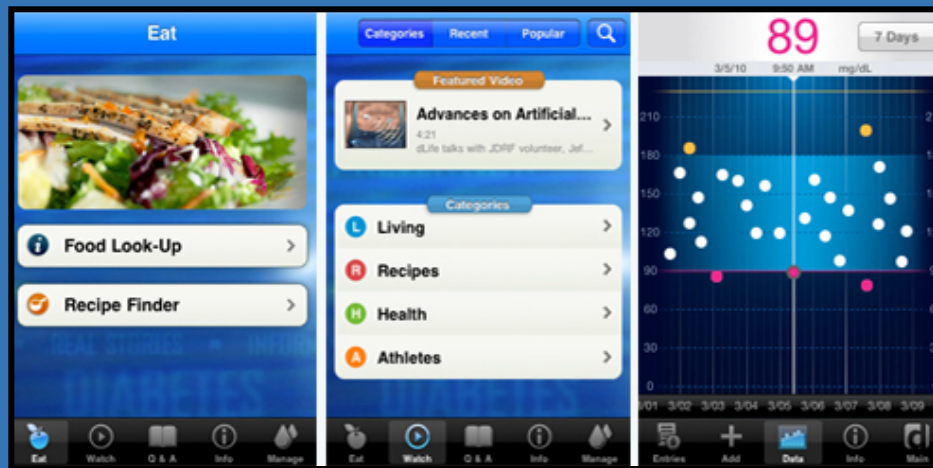 Eat
Food Look-Up
Recipe Finder
REAL STORIES
DIABETES
Eat Watch Q & A Info Manage
Categories Recent Popular
Featured Video
Advances on Artificial...
4:21
dLife talks with JDRF volunteer, Jef...
Categories
L Living
R Recipes
H Health
A Athletes
Eat Watch Q & A Info Manage
89
7 Days
3/5/10 9:50 AM mg/dL
210
180
150
120
90
60
30
0
3/01 3/02 3/03 3/04 3/05 3/06 3/07 3/08 3/09
Entries Add Data Info Main